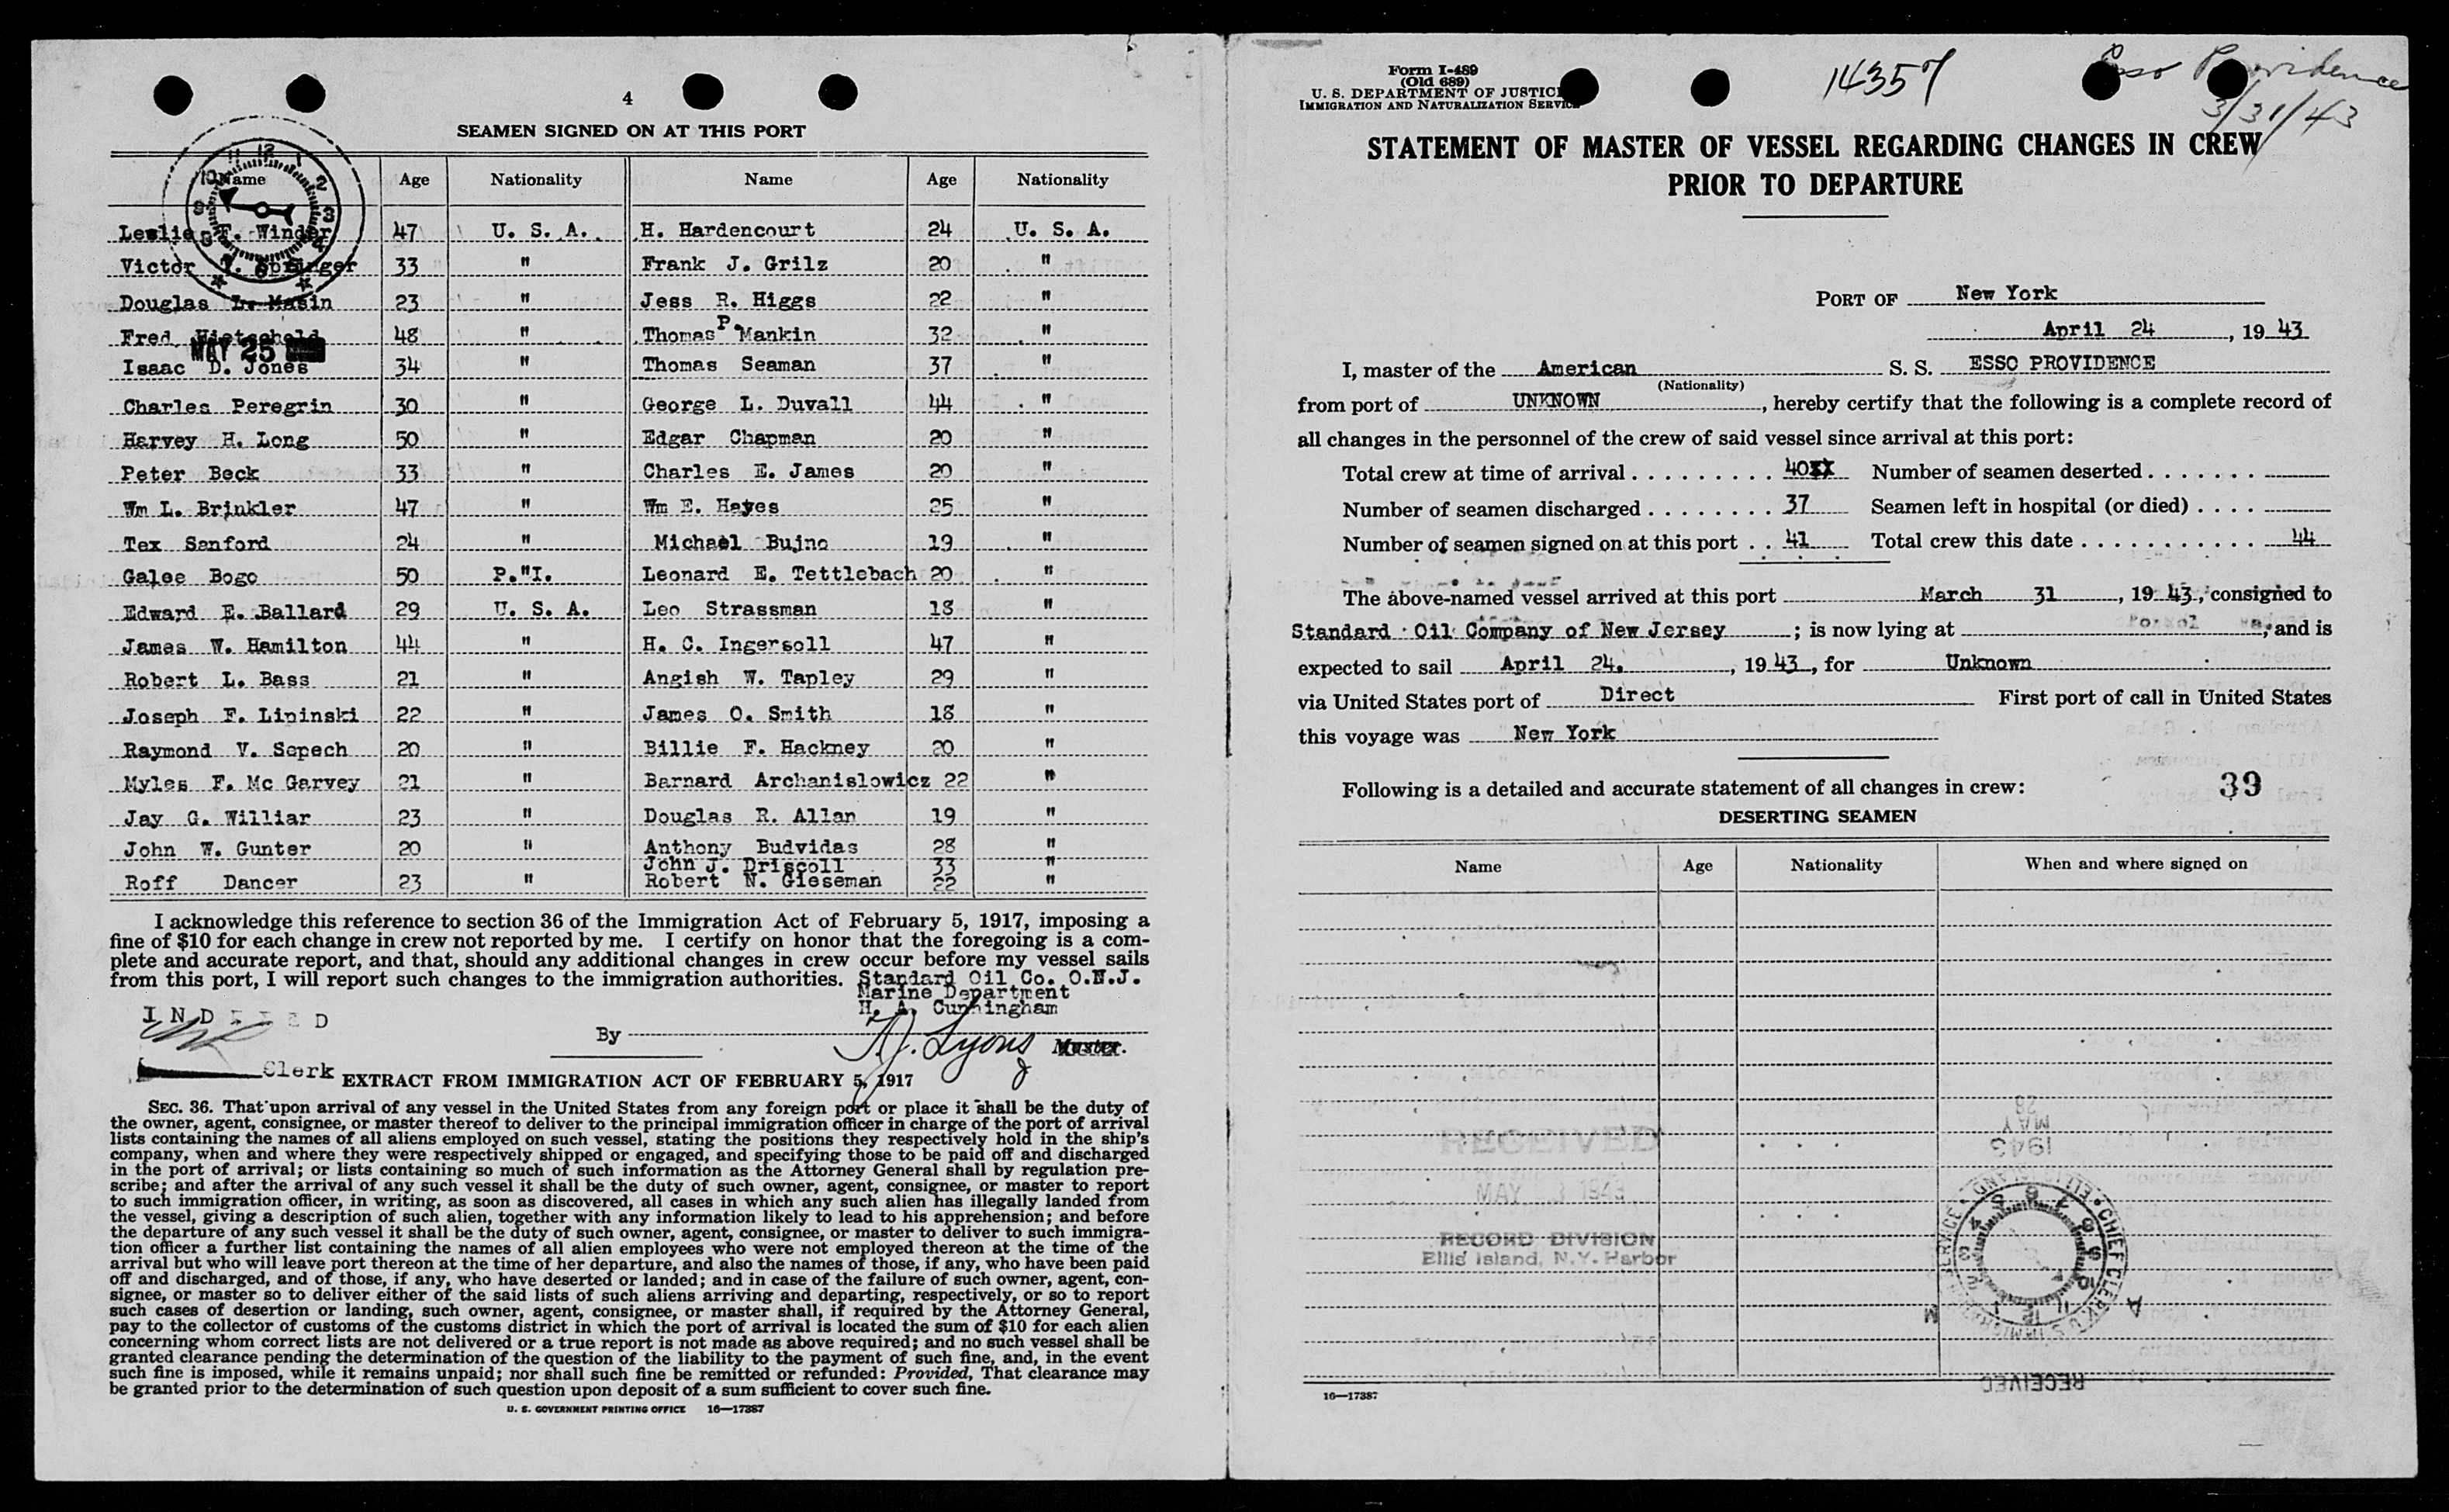 4
SEAMEN SIGNED ON AT THIS PORT
Name Age Nationality Name Age Nationality
Leslie F. Winder 47 U. S. A. H. Hardencourt 24 U. S. A.
Victor Springer 33 " Frank J. Grilz 20 "
Douglas L. Masin 23 " Jess R. Higgs 22 "
Fred 48 " Thomas P. Mankin 32 "
MAY 25
Isaac D. Jones 34 " Thomas Seaman 37 "
Charles Peregrin 30 " George L. Duvall 44 "
Harvey H. Long 50 " Edgar Chapman 20 "
Peter Beck 33 " Charles E. James 20 "
Wm L. Brinkler 47 " Wm E. Hayes 25 "
Tex Sanford 24 " Michael Bujno 19 "
Galee Bogo 50 P."I. Leonard E. Tettlebach 20 "
Edward E. Ballard 29 U. S. A. Leo Strassman 18 "
James W. Hamilton 44 " H. C. Ingersoll 47 "
Robert L. Bass 21 " Angish W. Tapley 29 "
Joseph F. Lipinski 22 " James O. Smith 18 "
Raymond V. Sepech 20 " Billie F. Hackney 20 "
Myles F. Mc Garvey 21 " Barnard Archanislowicz 22 "
Jay G. Williar 23 " Douglas R. Allan 19 "
John W. Gunter 20 " Anthony Budvidas 28 "
John J. Driscoll 33 "
Roff Dancer 23 " Robert N. Gieseman 22 "
I acknowledge this reference to section 36 of the Immigration Act of February 5, 1917, imposing a
fine of $10 for each change in crew not reported by me. I certify on honor that the foregoing is a com-
plete and accurate report, and that, should any additional changes in crew occur before my vessel sails
from this port, I will report such changes to the immigration authorities. Standard Oil Co. O.N.J.
Marine Department
H. A. Cunningham
INDEXED
By A. J. Lyons Master.
Clerk
EXTRACT FROM IMMIGRATION ACT OF FEBRUARY 5, 1917
SEC. 36. That upon arrival of any vessel in the United States from any foreign port or place it shall be the duty of
the owner, agent, consignee, or master thereof to deliver to the principal immigration officer in charge of the port of arrival
lists containing the names of all aliens employed on such vessel, stating the positions they respectively hold in the ship's
company, when and where they were respectively shipped or engaged, and specifying those to be paid off and discharged
in the port of arrival; or lists containing so much of such information as the Attorney General shall by regulation pre-
scribe; and after the arrival of any such vessel it shall be the duty of such owner, agent, consignee, or master to report
to such immigration officer, in writing, as soon as discovered, all cases in which any such alien has illegally landed from
the vessel, giving a description of such alien, together with any information likely to lead to his apprehension; and before
the departure of any such vessel it shall be the duty of such owner, agent, consignee, or master to deliver to such immigra-
tion officer a further list containing the names of all alien employees who were not employed thereon at the time of the
arrival but who will leave port thereon at the time of her departure, and also the names of those, if any, who have been paid
off and discharged, and of those, if any, who have deserted or landed; and in case of the failure of such owner, agent, con-
signee, or master so to deliver either of the said lists of such aliens arriving and departing, respectively, or so to report
such cases of desertion or landing, such owner, agent, consignee, or master shall, if required by the Attorney General,
pay to the collector of customs of the customs district in which the port of arrival is located the sum of $10 for each alien
concerning whom correct lists are not delivered or a true report is not made as above required; and no such vessel shall be
granted clearance pending the determination of the question of the liability to the payment of such fine, and, in the event
such fine is imposed, while it remains unpaid; nor shall such fine be remitted or refunded: Provided, That clearance may
be granted prior to the determination of such question upon deposit of a sum sufficient to cover such fine.
U. S. GOVERNMENT PRINTING OFFICE 16—17387
Form I-489
(Old 689)
U. S. DEPARTMENT OF JUSTICE
IMMIGRATION AND NATURALIZATION SERVICE
14357
Esso Providence
3/31/43
STATEMENT OF MASTER OF VESSEL REGARDING CHANGES IN CREW
PRIOR TO DEPARTURE
PORT OF New York
April 24, 1943
I, master of the American S. S. ESSO PROVIDENCE
(Nationality)
from port of UNKNOWN, hereby certify that the following is a complete record of
all changes in the personnel of the crew of said vessel since arrival at this port:
Total crew at time of arrival . . . . . . . . . 40XX Number of seamen deserted . . . . . . .
Number of seamen discharged . . . . . . . . 37 Seamen left in hospital (or died) . . . .
Number of seamen signed on at this port . . 41 Total crew this date . . . . . . . . . . . . 44
The above-named vessel arrived at this port March 31, 1943, consigned to
Standard Oil Company of New Jersey; is now lying at , and is
expected to sail April 24., 1943, for Unknown
via United States port of Direct First port of call in United States
this voyage was New York
Following is a detailed and accurate statement of all changes in crew: 39
DESERTING SEAMEN
Name Age Nationality When and where signed on
RECEIVED
MAY 3 1943
RECORD DIVISION
Ellis Island, N.Y. Harbor
MAY 28
1943
RECEIVED
16—17387